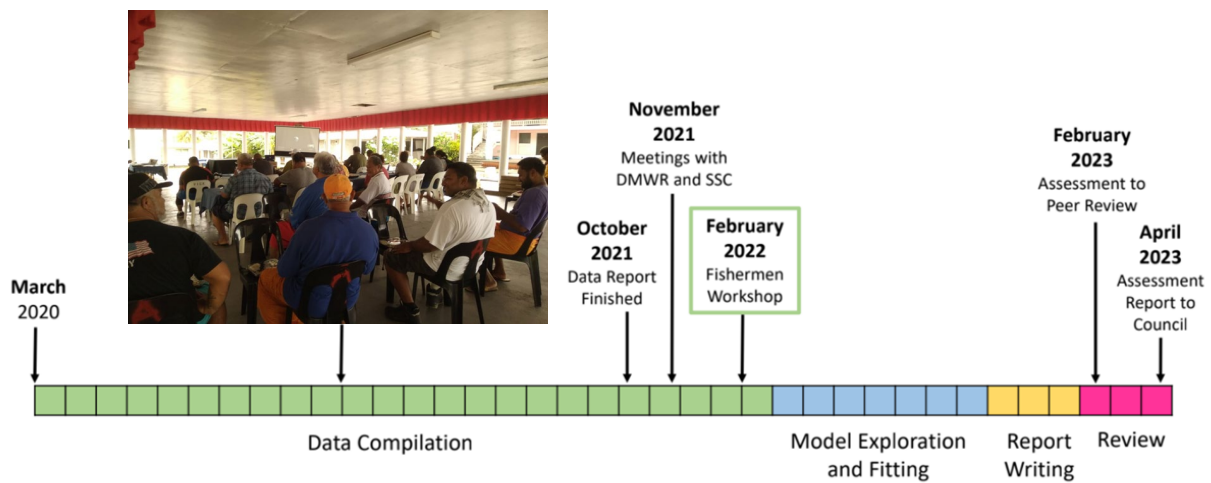 March
2020
October
2021
Data Report
Finished
November
2021
Meetings with
DMWR and SSC
February
2022
Fishermen
Workshop
February
2023
Assessment to
Peer Review
April
2023
Assessment
Report to
Council
Data Compilation
Model Exploration
and Fitting
Report
Writing
Review